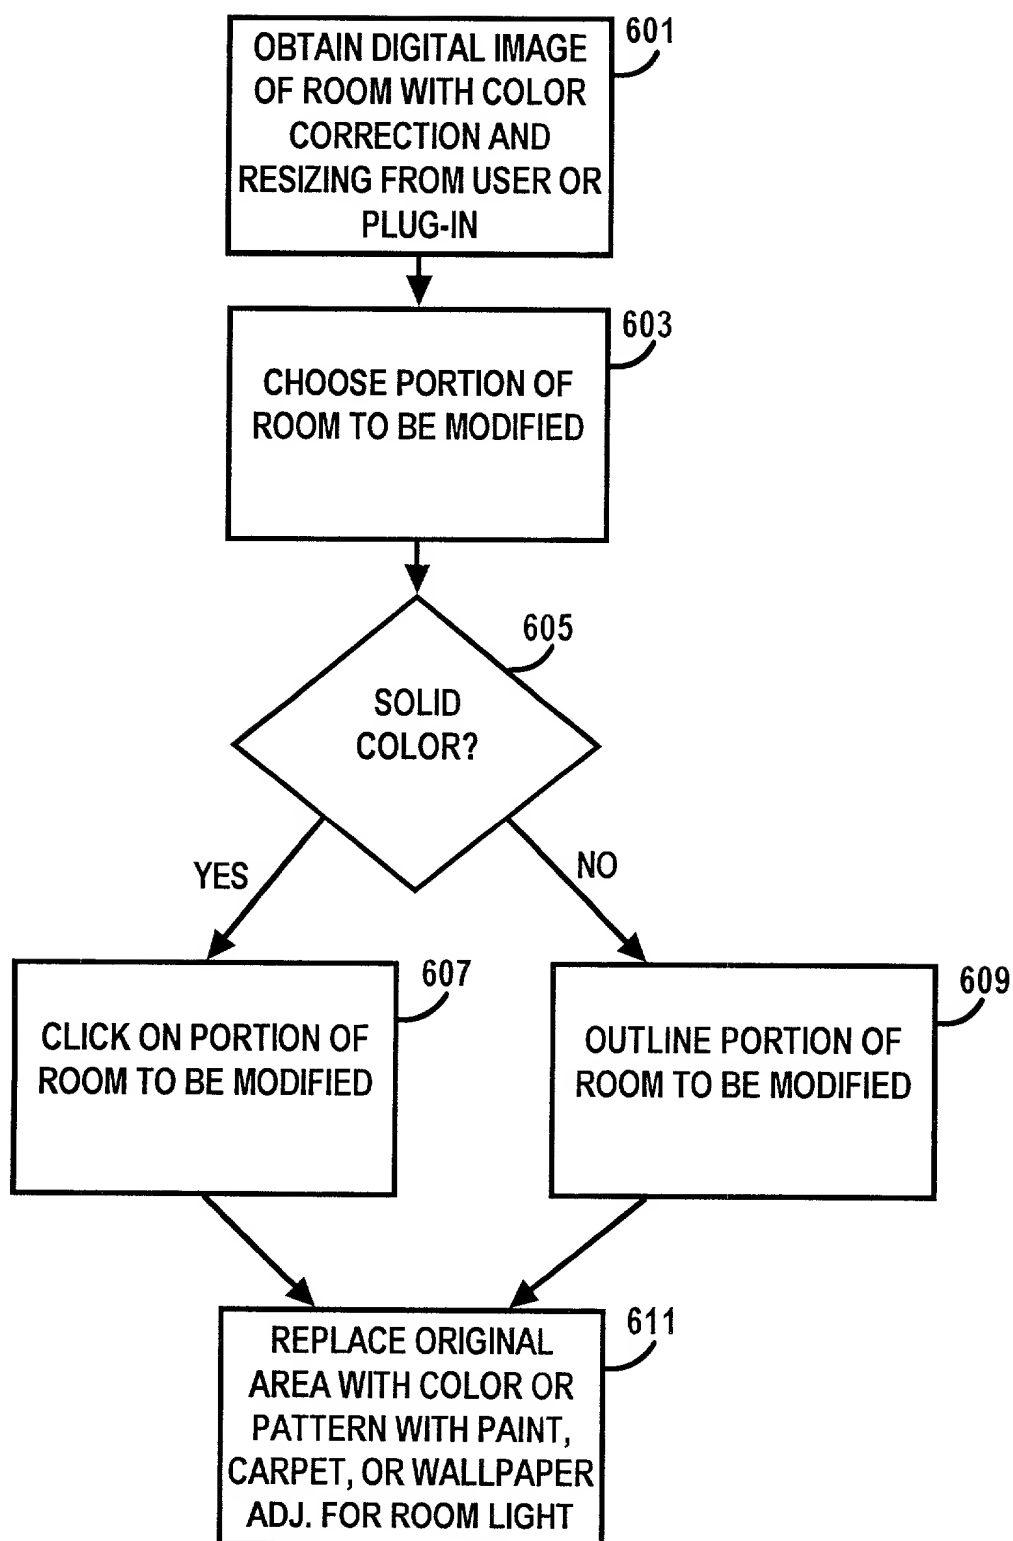 601
OBTAIN DIGITAL IMAGE
OF ROOM WITH COLOR
CORRECTION AND
RESIZING FROM USER OR
PLUG-IN
603
CHOOSE PORTION OF
ROOM TO BE MODIFIED
605
SOLID
COLOR?
YES
NO
607
CLICK ON PORTION OF
ROOM TO BE MODIFIED
609
OUTLINE PORTION OF
ROOM TO BE MODIFIED
611
REPLACE ORIGINAL
AREA WITH COLOR OR
PATTERN WITH PAINT,
CARPET, OR WALLPAPER
ADJ. FOR ROOM LIGHT